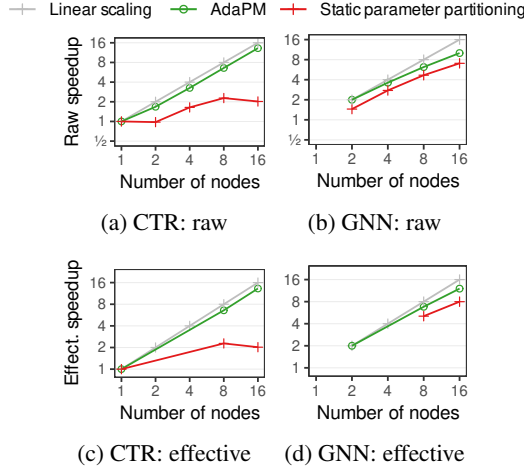 Linear scaling AdaPM Static parameter partitioning
Raw speedup
16
8
4
2
1
½
1 2 4 8 16
Number of nodes
(a) CTR: raw
16
8
4
2
1
½
1 2 4 8 16
Number of nodes
(b) GNN: raw
Effect. speedup
16
8
4
2
1
1 2 4 8 16
Number of nodes
(c) CTR: effective
16
8
4
2
1
1 2 4 8 16
Number of nodes
(d) GNN: effective